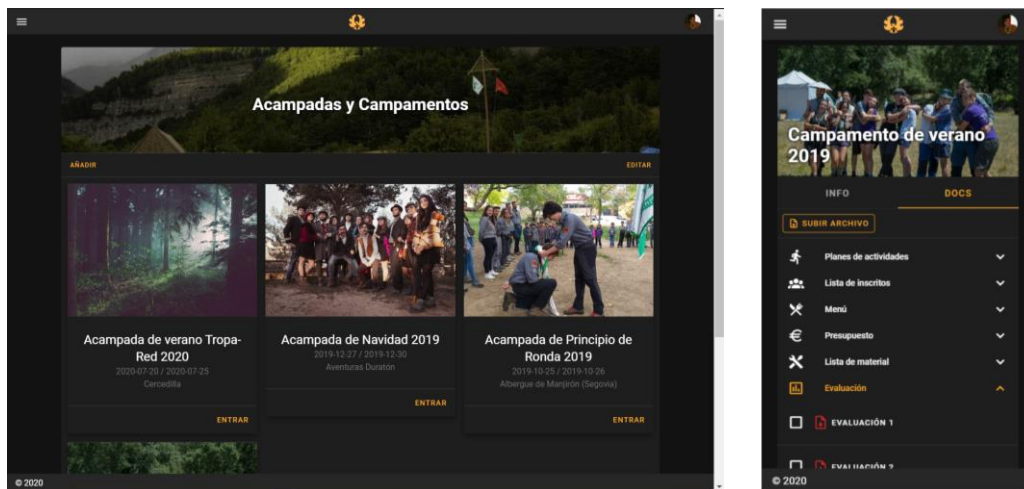 Acampadas y Campamentos
AÑADIR
EDITAR
Acampada de verano Tropa-
Red 2020
2020-07-20 / 2020-07-25
Cercedilla
ENTRAR
Acampada de Navidad 2019
2019-12-27 / 2019-12-30
Aventuras Duratón
ENTRAR
Acampada de Principio de
Ronda 2019
2019-10-25 / 2019-10-26
Albergue de Manjirón (Segovia)
ENTRAR
© 2020
Campamento de verano
2019
INFO
DOCS
SUBIR ARCHIVO
Planes de actividades
Lista de inscritos
Menú
Presupuesto
Lista de material
Evaluación
EVALUACIÓN 1
EVALUACIÓN 2
© 2020